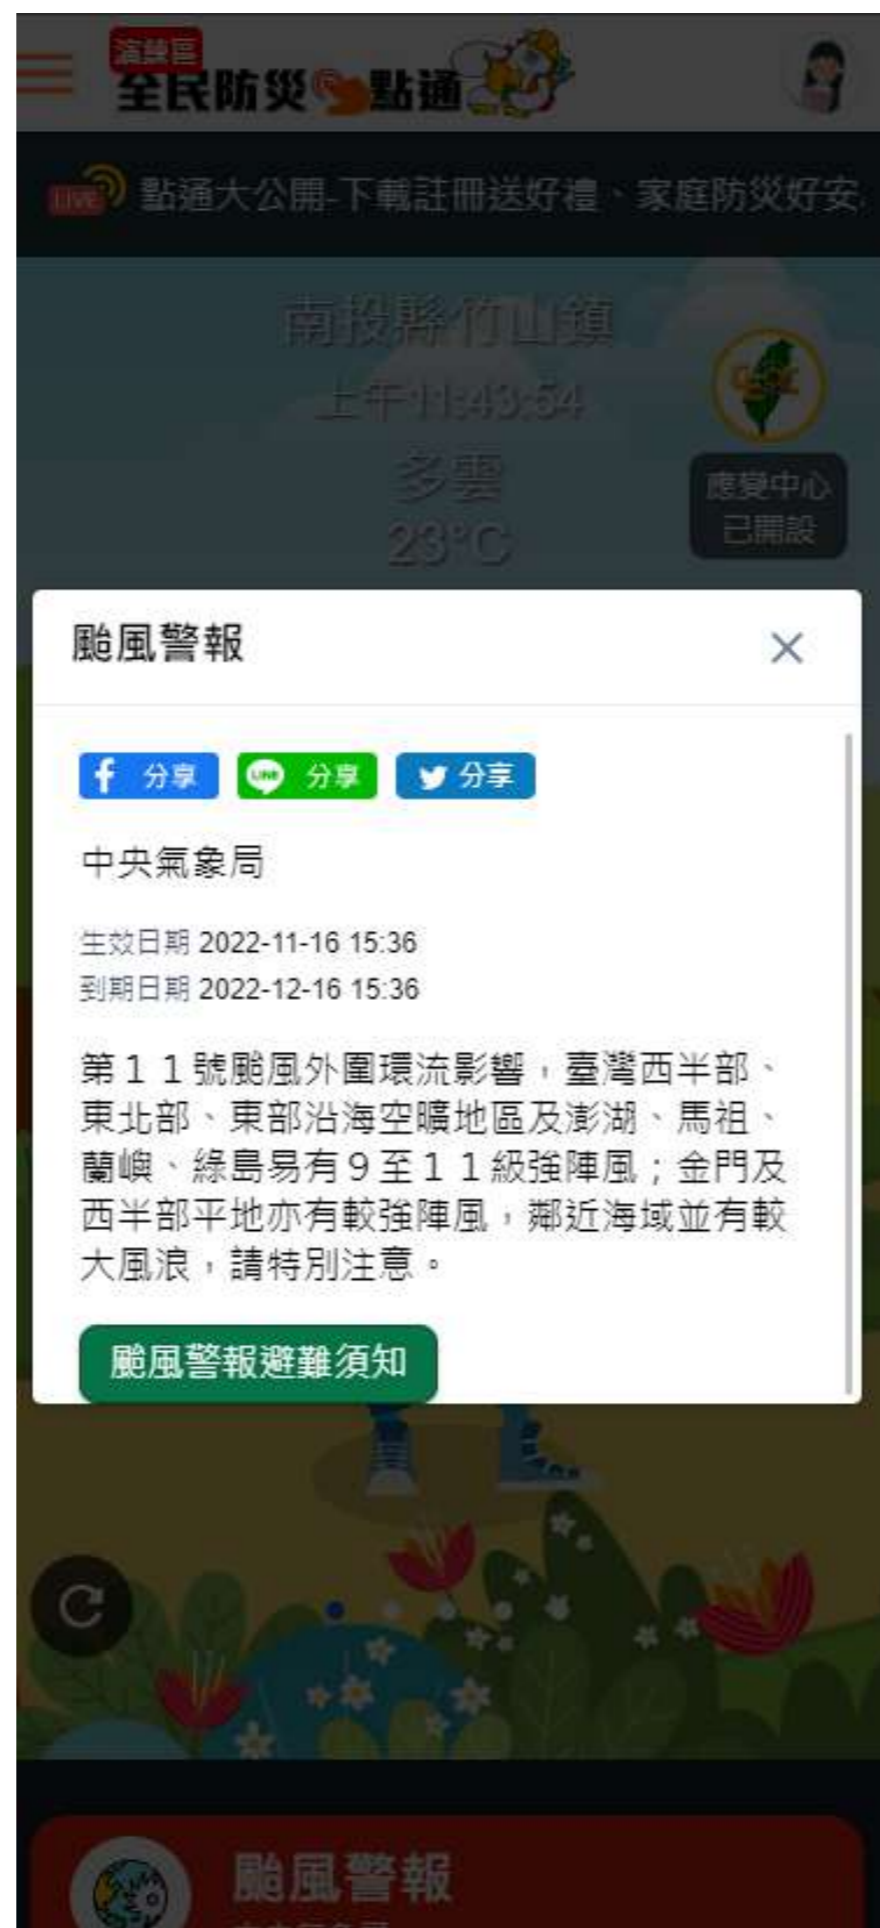 演練區
全民防災e點通
LIVE 點通大公開-下載註冊送好禮、家庭防災好安
南投縣竹山鎮
上午11:43:54
多雲
23°C
應變中心
已開設
颱風警報
分享 LINE 分享 分享
中央氣象局
生效日期 2022-11-16 15:36
到期日期 2022-12-16 15:36
第11號颱風外圍環流影響，臺灣西半部、
東北部、東部沿海空曠地區及澎湖、馬祖、
蘭嶼、綠島易有9至11級強陣風；金門及
西半部平地亦有較強陣風，鄰近海域並有較
大風浪，請特別注意。
颱風警報避難須知
颱風警報